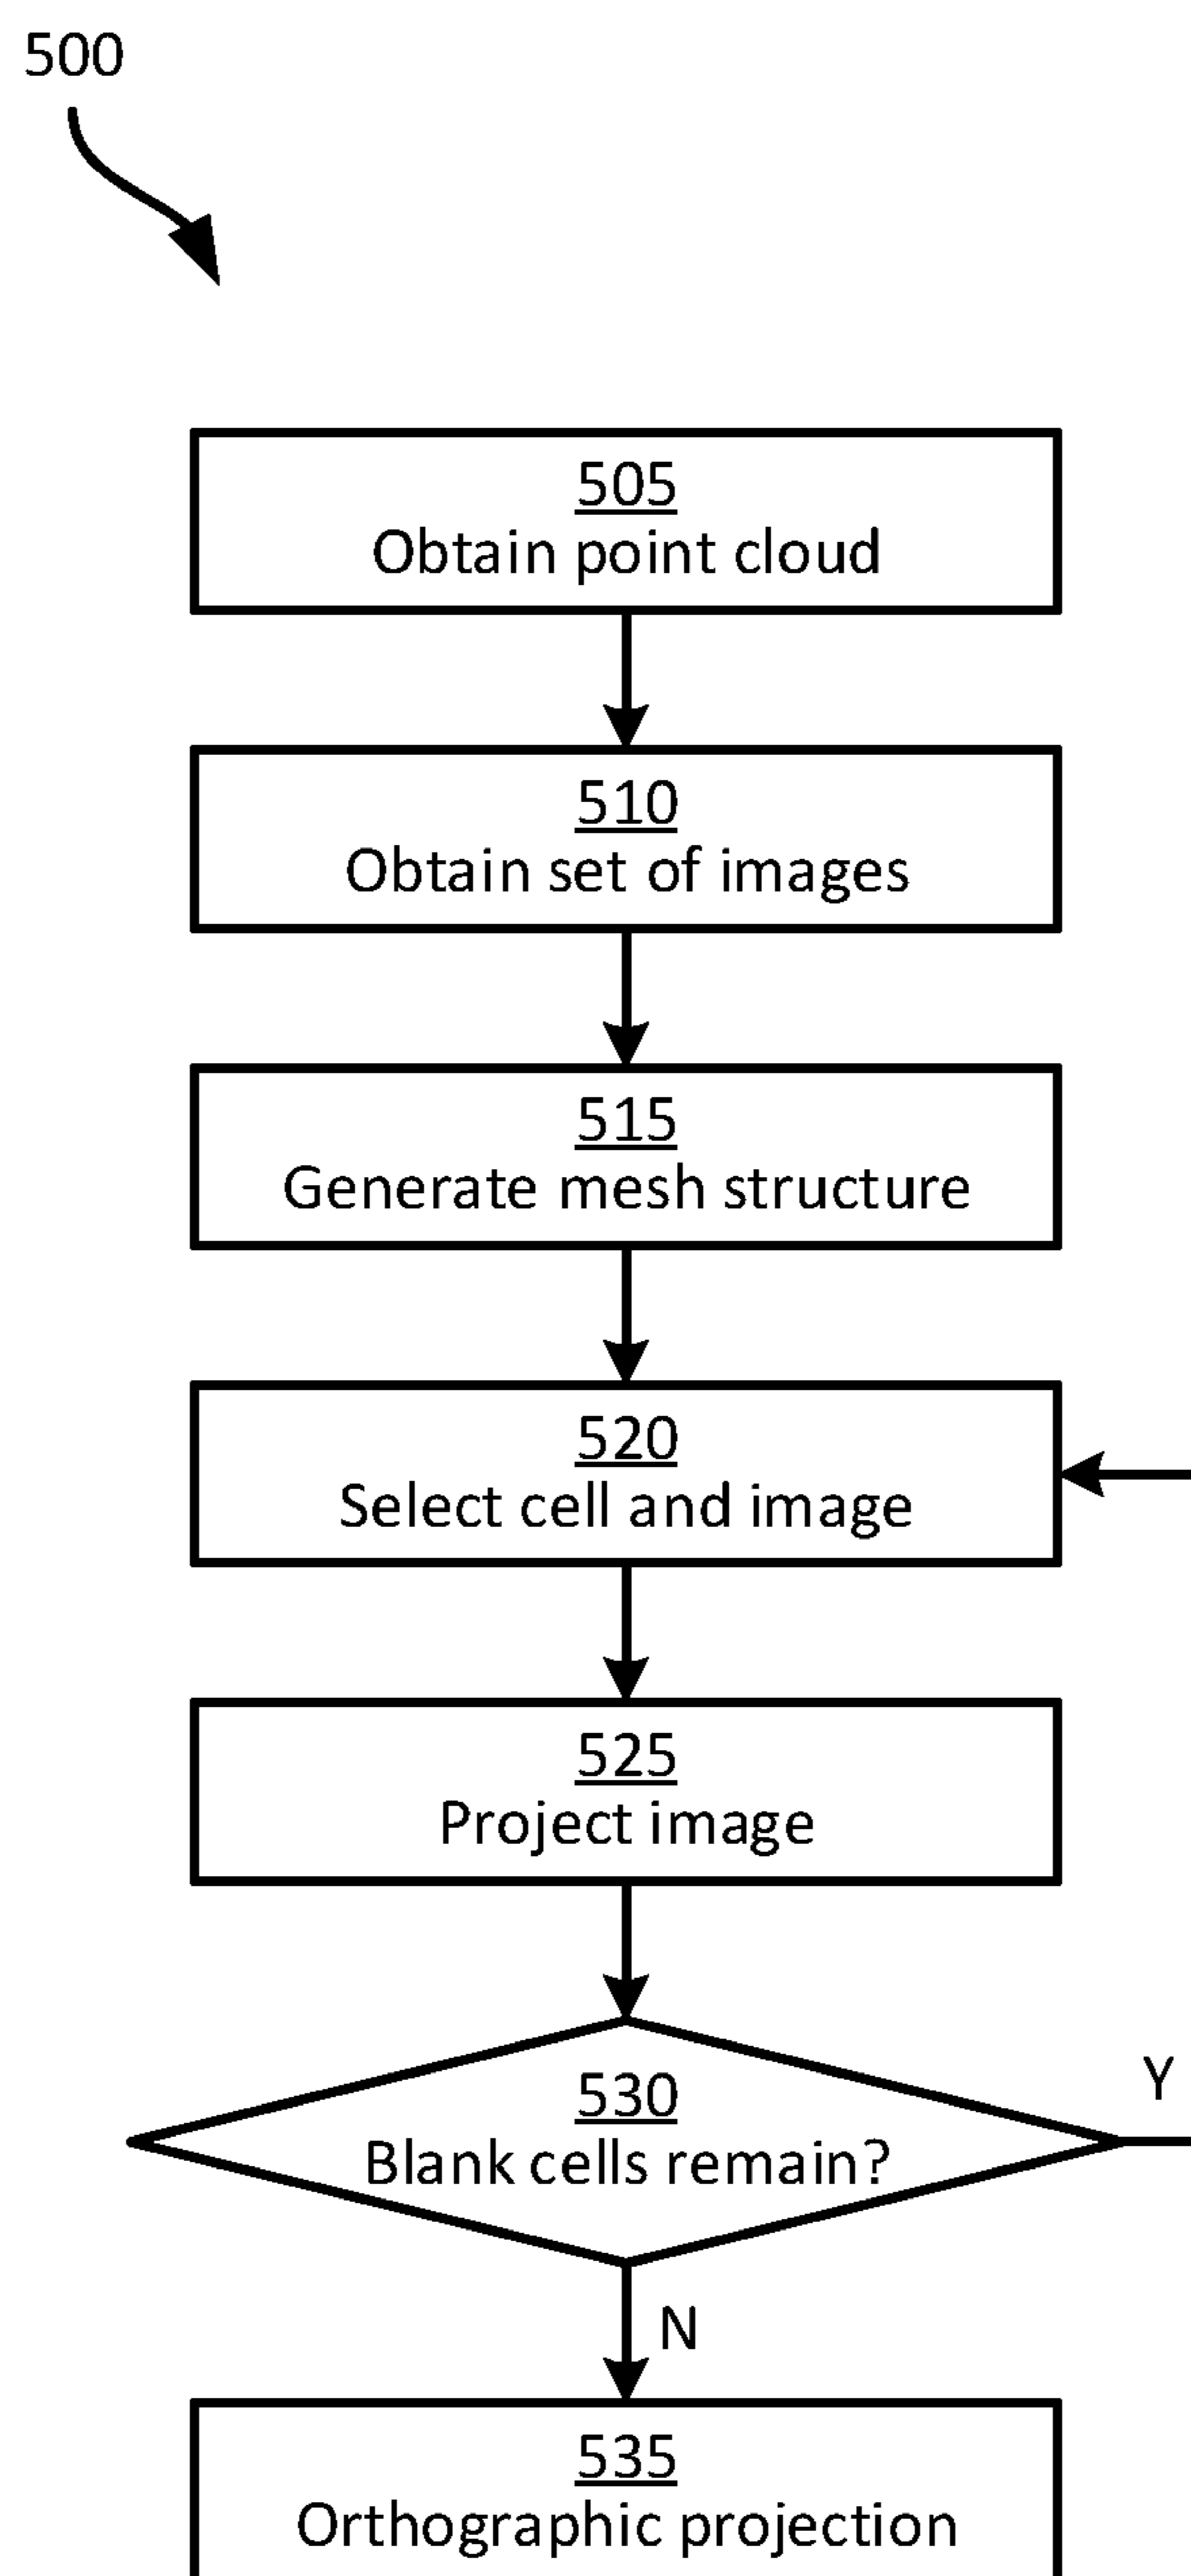 500
505
Obtain point cloud
510
Obtain set of images
515
Generate mesh structure
520
Select cell and image
525
Project image
530
Y
Blank cells remain?
N
535
Orthographic projection